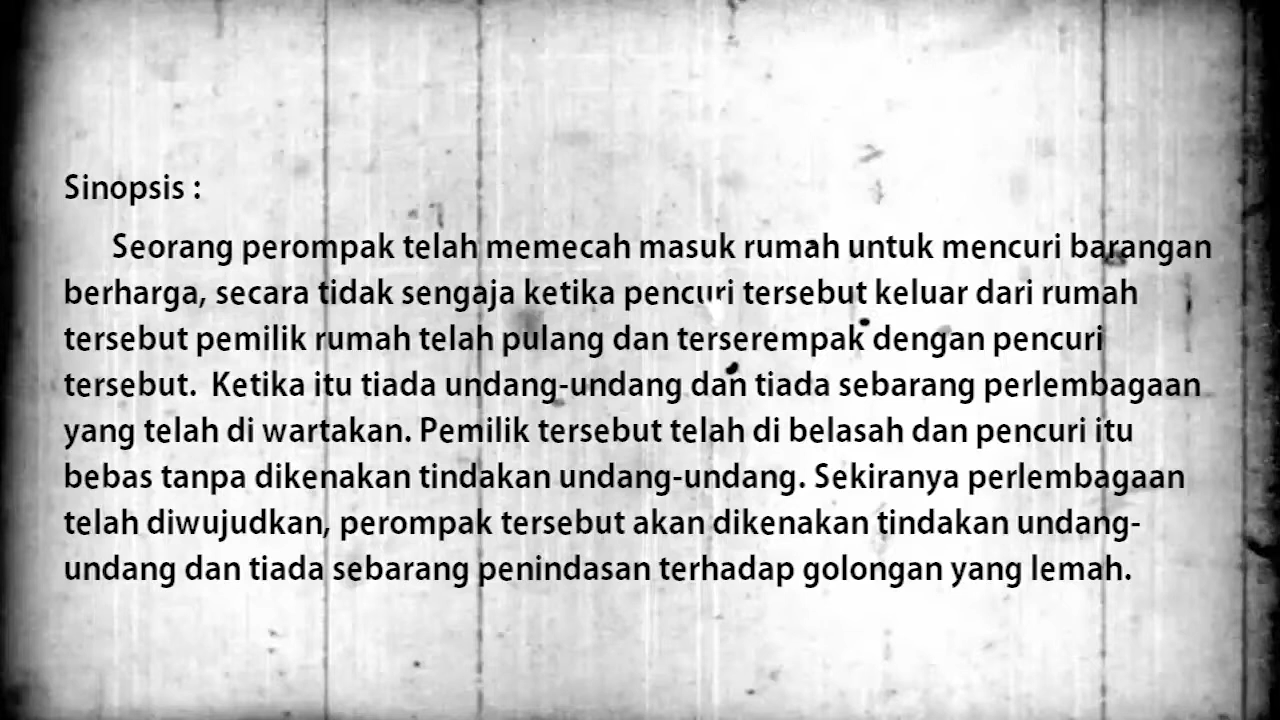 Sinopsis :
Seorang perompak telah memecah masuk rumah untuk mencuri barangan
berharga, secara tidak sengaja ketika pencuri tersebut keluar dari rumah
tersebut pemilik rumah telah pulang dan terserempak dengan pencuri
tersebut.  Ketika itu tiada undang-undang dan tiada sebarang perlembagaan
yang telah di wartakan. Pemilik tersebut telah di belasah dan pencuri itu
bebas tanpa dikenakan tindakan undang-undang. Sekiranya perlembagaan
telah diwujudkan, perompak tersebut akan dikenakan tindakan undang-
undang dan tiada sebarang penindasan terhadap golongan yang lemah.